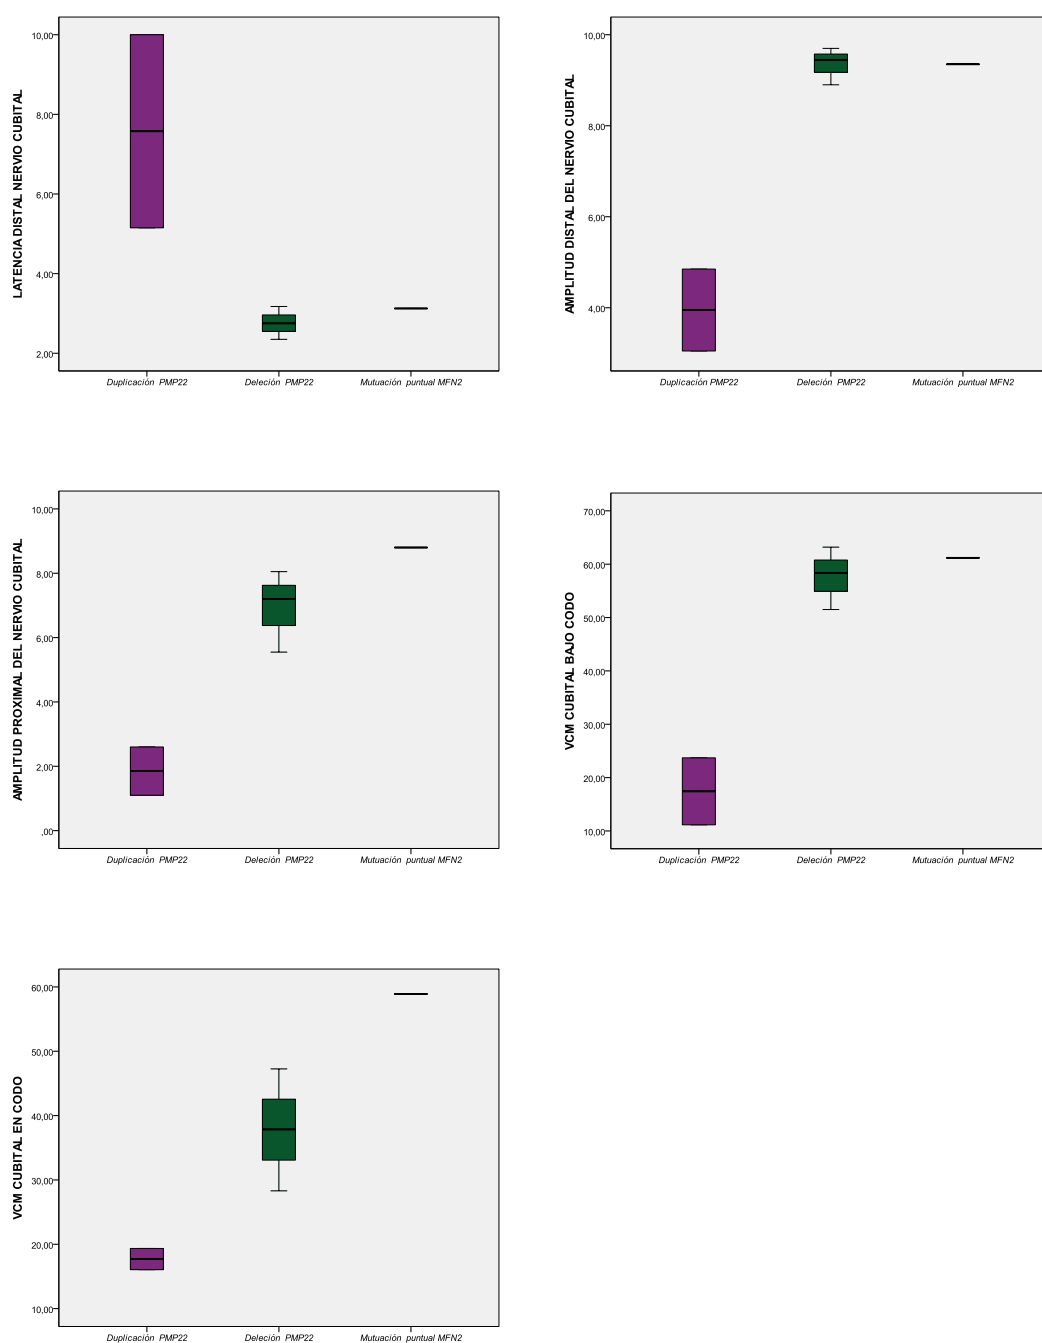 LATENCIA DISTAL NERVIO CUBITAL
10,00
8,00
6,00
4,00
2,00
Duplicación PMP22 Deleción PMP22 Mutuación puntual MFN2
AMPLITUD DISTAL DEL NERVIO CUBITAL
10,00
8,00
6,00
4,00
Duplicación PMP22 Deleción PMP22 Mutuación puntual MFN2
AMPLITUD PROXIMAL DEL NERVIO CUBITAL
10,00
8,00
6,00
4,00
2,00
,00
Duplicación PMP22 Deleción PMP22 Mutuación puntual MFN2
VCM CUBITAL BAJO CODO
70,00
60,00
50,00
40,00
30,00
20,00
10,00
Duplicación PMP22 Deleción PMP22 Mutuación puntual MFN2
VCM CUBITAL EN CODO
60,00
50,00
40,00
30,00
20,00
10,00
Duplicación PMP22 Deleción PMP22 Mutuación puntual MFN2